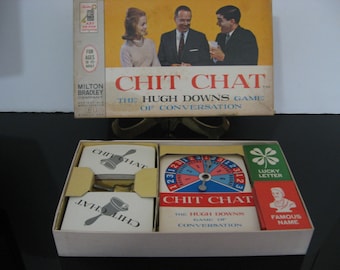 FOR AGES
MILTON
BRADLEY
CHIT CHAT
THE HUGH DOWNS GAME
OF CONVERSATION
CHIT CHAT
CHIT CHAT
CHIT CHAT
THE HUGH DOWNS
GAME OF
CONVERSATION
LUCKY
LETTER
FAMOUS
NAME